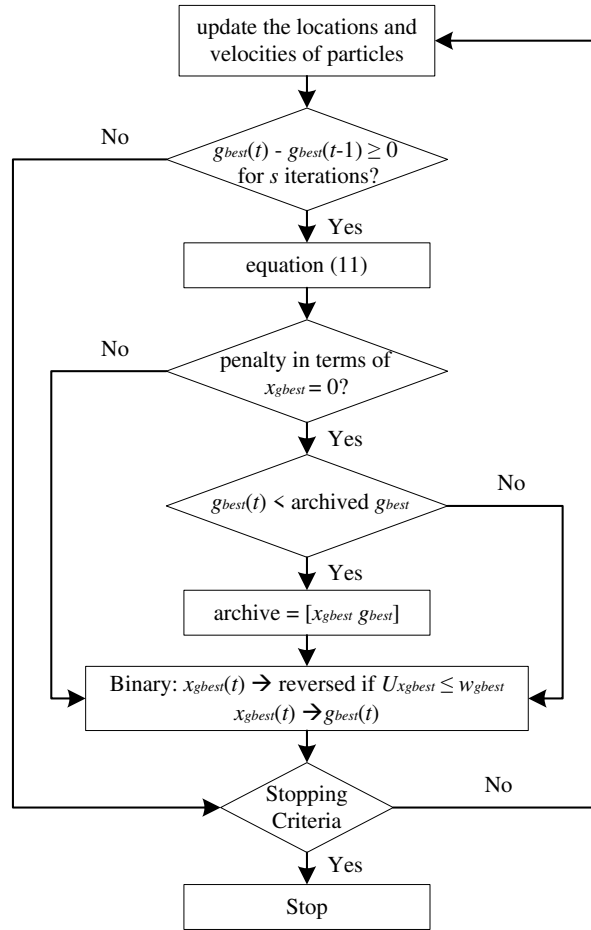 update the locations and
velocities of particles
No
gbest(t) - gbest(t-1) ≥ 0
for s iterations?
Yes
equation (11)
No
penalty in terms of
xgbest = 0?
Yes
No
gbest(t) < archived gbest
Yes
archive = [xgbest gbest]
Binary: xgbest(t) → reversed if Uxgbest ≤ wgbest
xgbest(t) → gbest(t)
Stopping
Criteria
No
Yes
Stop